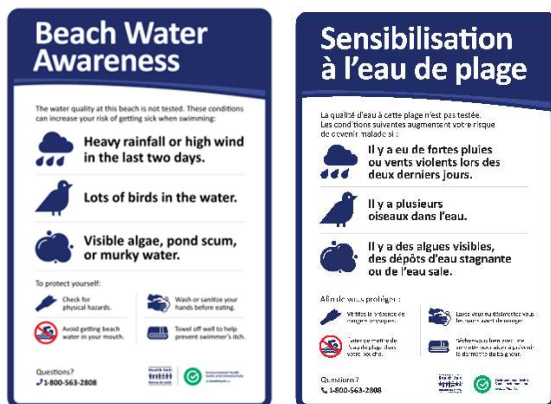 Beach Water
Awareness
The water quality at this beach is not tested. These conditions
can increase your risk of getting sick when swimming:
Heavy rainfall or high wind
in the last two days.
Lots of birds in the water.
Visible algae, pond scum,
or murky water.
To protect yourself:
Check for
physical hazards.
Wash or sanitize your
hands before eating.
Avoid getting beach
water in your mouth.
Towel off well to help
prevent swimmer's itch.
Questions?
1-800-563-2808
Sensibilisation
à l'eau de plage
La qualité d'eau à cette plage n'est pas testée.
Les conditions suivantes augmentent votre risque
de devenir malade si :
Il y a eu de fortes pluies
ou vents violents lors des
deux derniers jours.
Il y a plusieurs
oiseaux dans l'eau.
Il y a des algues visibles,
des dépôts d'eau stagnante
ou de l'eau sale.
Afin de vous protéger :
Questions ?
1-800-563-2808